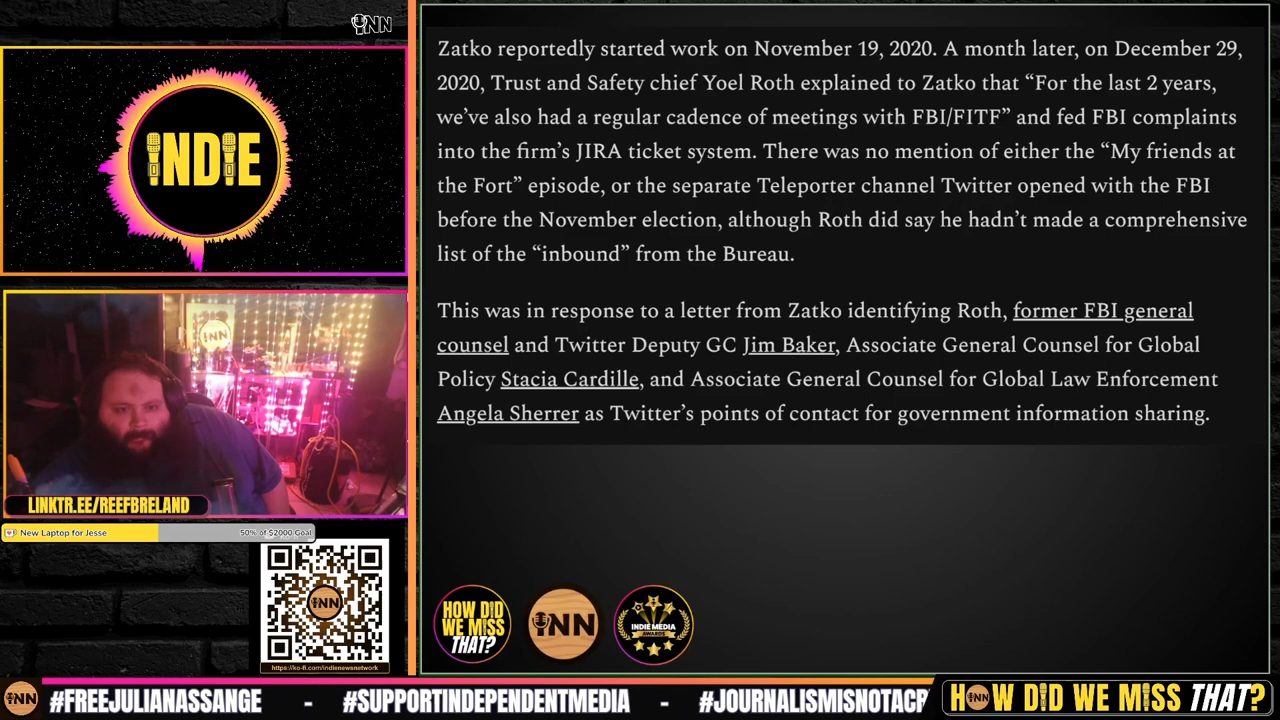 INN
INDIE
LINKTR.EE/REEFBRELAND
New Laptop for Jesse
50% of $2000 Goal
INN
https://ko-fi.com/indienewsnetwork
Zatko reportedly started work on November 19, 2020. A month later, on December 29,
2020, Trust and Safety chief Yoel Roth explained to Zatko that “For the last 2 years,
we’ve also had a regular cadence of meetings with FBI/FITF” and fed FBI complaints
into the firm’s JIRA ticket system. There was no mention of either the “My friends at
the Fort” episode, or the separate Teleporter channel Twitter opened with the FBI
before the November election, although Roth did say he hadn’t made a comprehensive
list of the “inbound” from the Bureau.
This was in response to a letter from Zatko identifying Roth, former FBI general
counsel and Twitter Deputy GC Jim Baker, Associate General Counsel for Global
Policy Stacia Cardille, and Associate General Counsel for Global Law Enforcement
Angela Sherrer as Twitter’s points of contact for government information sharing.
HOW DID
WE MISS
THAT?
INN
INDIE MEDIA
AWARDS
INN
#FREEJULIANASSANGE - #SUPPORTINDEPENDENTMEDIA - #JOURNALISMISNOTACR
HOW DID WE MISS THAT?